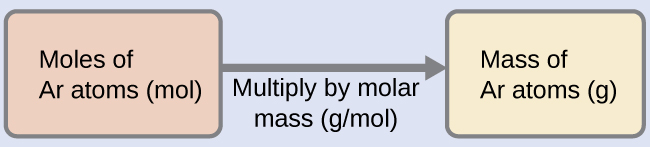 Moles of
Ar atoms (mol)
Multiply by molar
mass (g/mol)
Mass of
Ar atoms (g)